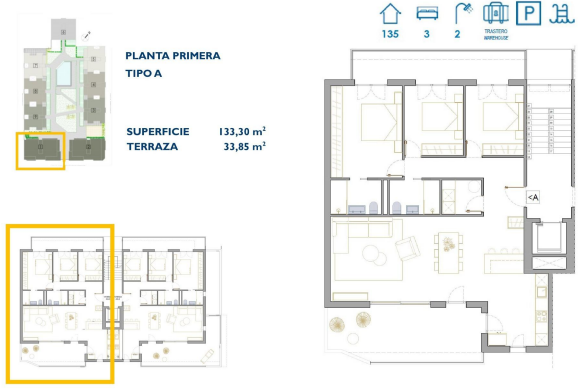 135
3
2
TRASTERO
WAREHOUSE
P
PLANTA PRIMERA
TIPO A
SUPERFICIE 133,30 m²
TERRAZA 33,85 m²
<A